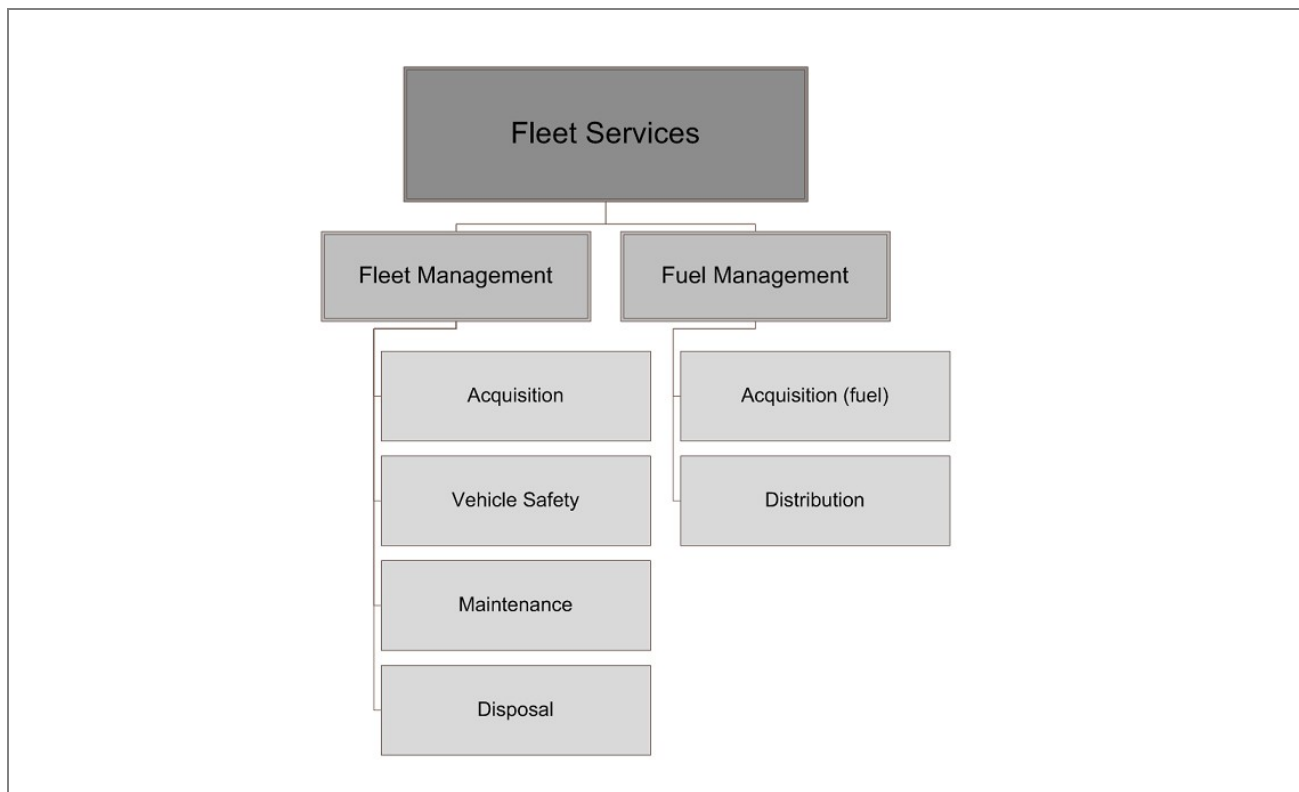 Fleet Services
Fleet Management
Fuel Management
Acquisition
Acquisition (fuel)
Vehicle Safety
Distribution
Maintenance
Disposal